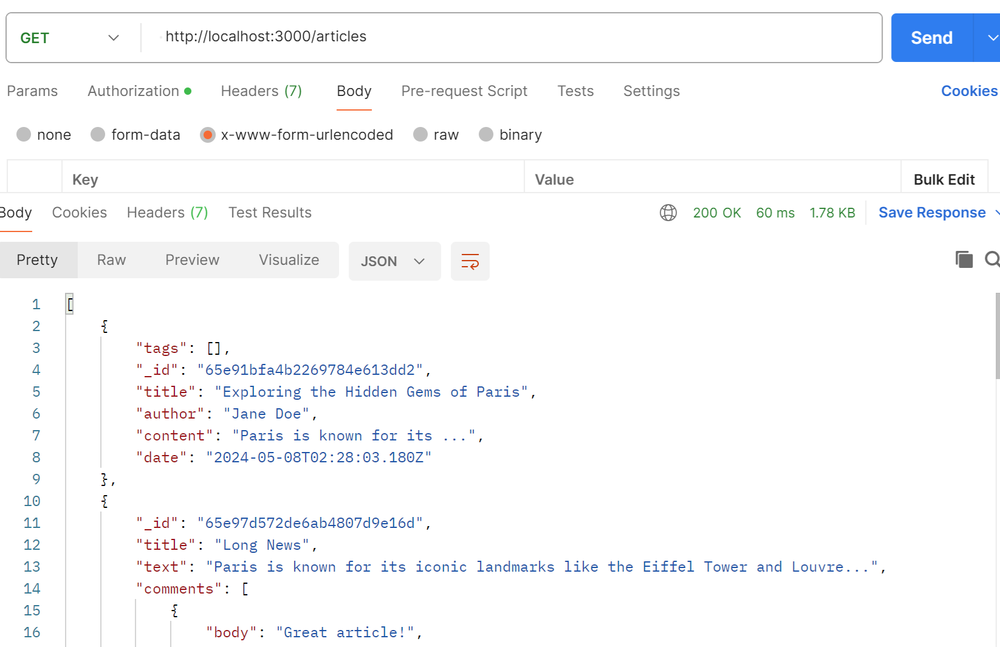 GET http://localhost:3000/articles Send
Params Authorization Headers (7) Body Pre-request Script Tests Settings Cookies
none form-data x-www-form-urlencoded raw binary
Key Value Bulk Edit
Body Cookies Headers (7) Test Results 200 OK 60 ms 1.78 KB Save Response
Pretty Raw Preview Visualize JSON
1 [
2 {
3 "tags": [],
4 "_id": "65e91bfa4b2269784e613dd2",
5 "title": "Exploring the Hidden Gems of Paris",
6 "author": "Jane Doe",
7 "content": "Paris is known for its ...",
8 "date": "2024-05-08T02:28:03.180Z"
9 },
10 {
11 "_id": "65e97d572de6ab4807d9e16d",
12 "title": "Long News",
13 "text": "Paris is known for its iconic landmarks like the Eiffel Tower and Louvre...",
14 "comments": [
15 {
16 "body": "Great article!",